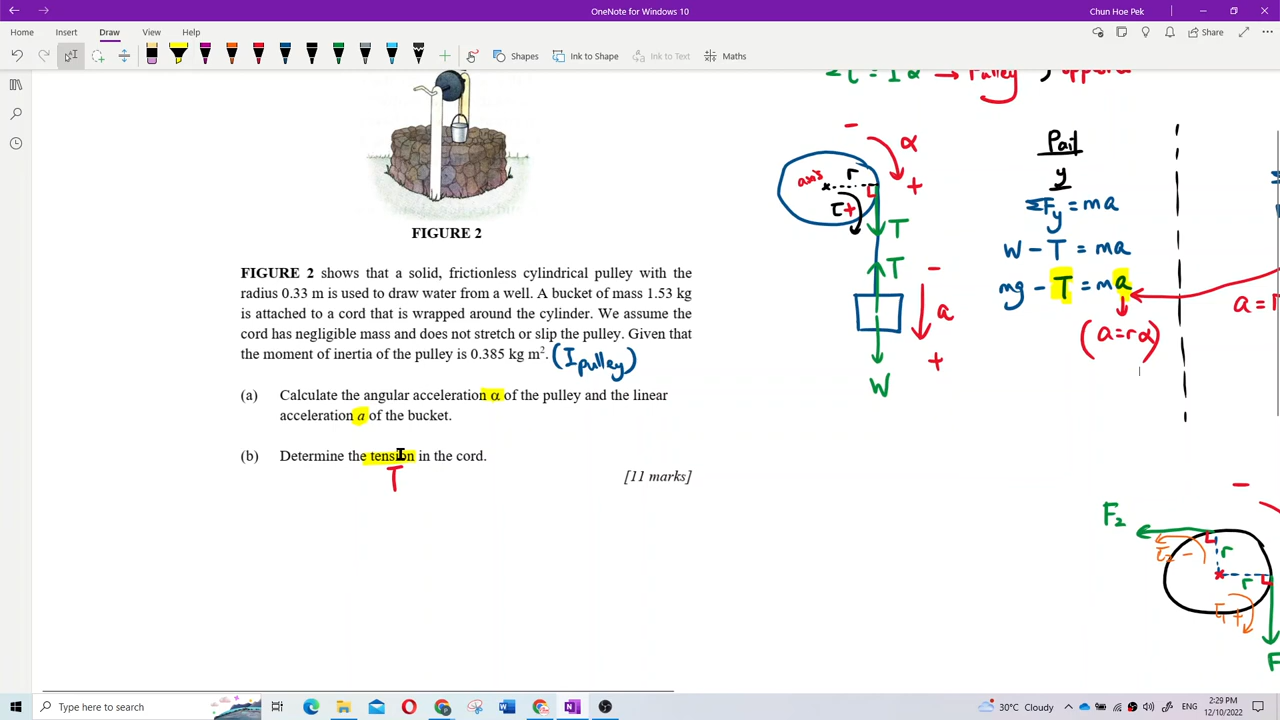 OneNote for Windows 10
Chun Hoe Pek
Home
Insert
Draw
View
Help
Share
Shapes
Ink to Shape
Ink to Text
Maths
Στ = Iα → Pulley
FIGURE 2
FIGURE 2 shows that a solid, frictionless cylindrical pulley with the
radius 0.33 m is used to draw water from a well. A bucket of mass 1.53 kg
is attached to a cord that is wrapped around the cylinder. We assume the
cord has negligible mass and does not stretch or slip the pulley. Given that
the moment of inertia of the pulley is 0.385 kg m². (I pulley)
(a) Calculate the angular acceleration α of the pulley and the linear
acceleration a of the bucket.
(b) Determine the tension in the cord.
T
[11 marks]
− α +
axis r
τ+
T
T
− a +
W
Pail
y
ΣFy = ma
W − T = ma
mg − T = ma
(a=rα)
a =
F₂
−
τ₂ −
r
r
τ₁ +
F
Type here to search
30°C Cloudy
ENG
2:29 PM
12/10/2022